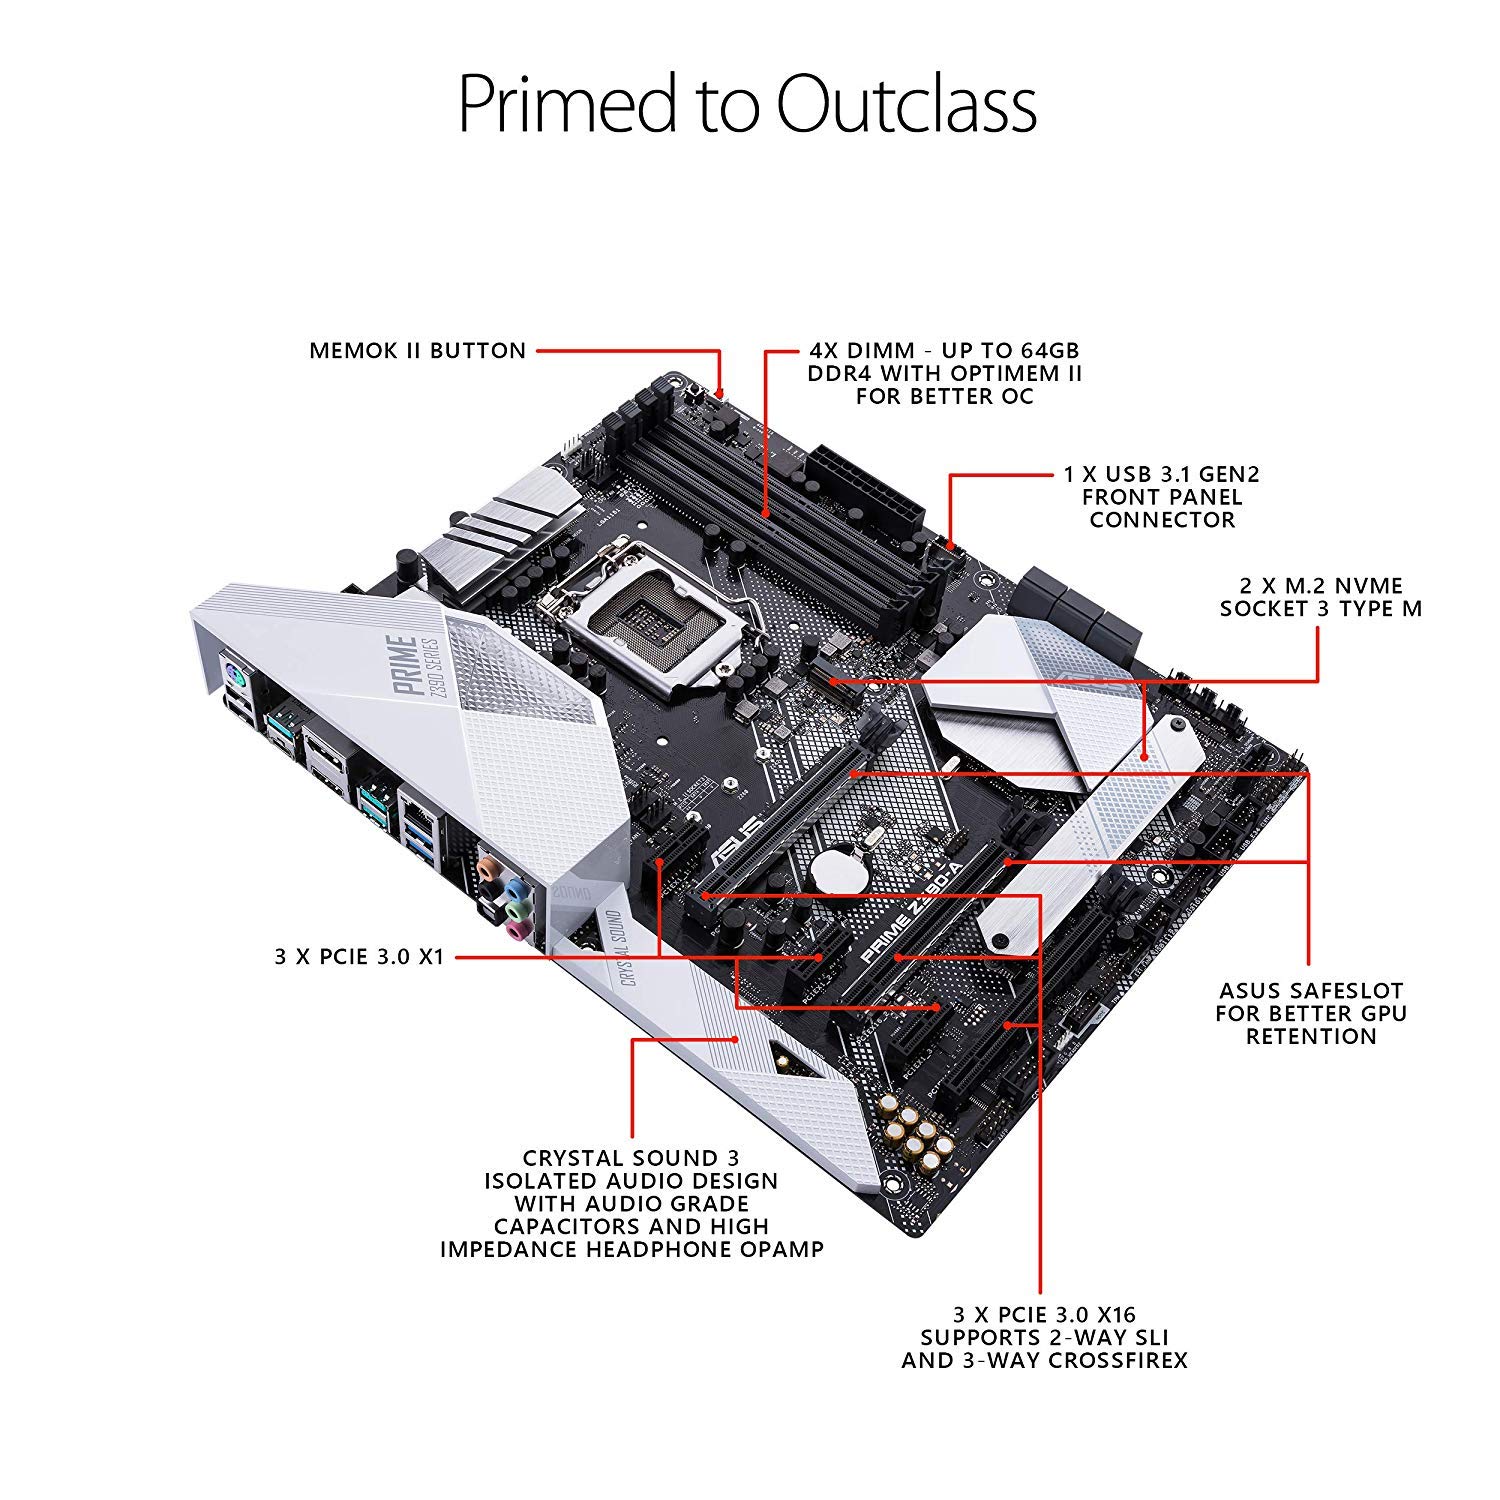 Primed to Outclass
MEMOK II BUTTON
4X DIMM - UP TO 64GB
DDR4 WITH OPTIMEM II
FOR BETTER OC
1 X USB 3.1 GEN2
FRONT PANEL
CONNECTOR
2 X M.2 NVME
SOCKET 3 TYPE M
LGA1151
PRIME
Z390 SERIES
ASUS
PRIME Z390-A
CRYSTAL SOUND
PCIEX1_2
PCIEX1_3
3 X PCIE 3.0 X1
ASUS SAFESLOT
FOR BETTER GPU
RETENTION
CRYSTAL SOUND 3
ISOLATED AUDIO DESIGN
WITH AUDIO GRADE
CAPACITORS AND HIGH
IMPEDANCE HEADPHONE OPAMP
3 X PCIE 3.0 X16
SUPPORTS 2-WAY SLI
AND 3-WAY CROSSFIREX